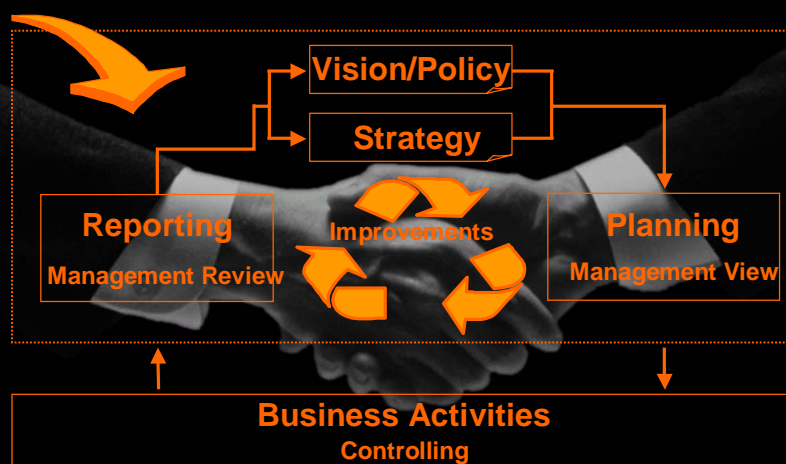 Vision/Policy
Strategy
Reporting
Management Review
Improvements
Planning
Management View
Business Activities
Controlling